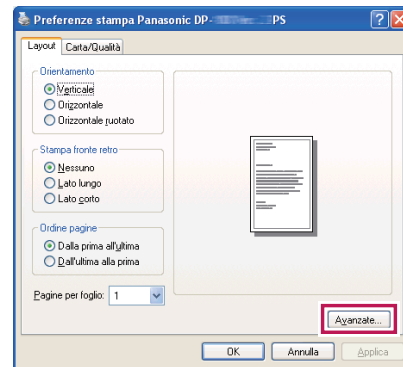 Preferenze stampa Panasonic DP- PS
Layout
Carta/Qualità
Orientamento
Verticale
Orizzontale
Orizzontale ruotato
Stampa fronte retro
Nessuno
Lato lungo
Lato corto
Ordine pagine
Dalla prima all'ultima
Dall'ultima alla prima
Pagine per foglio: 1
Avanzate...
OK
Annulla
Applica